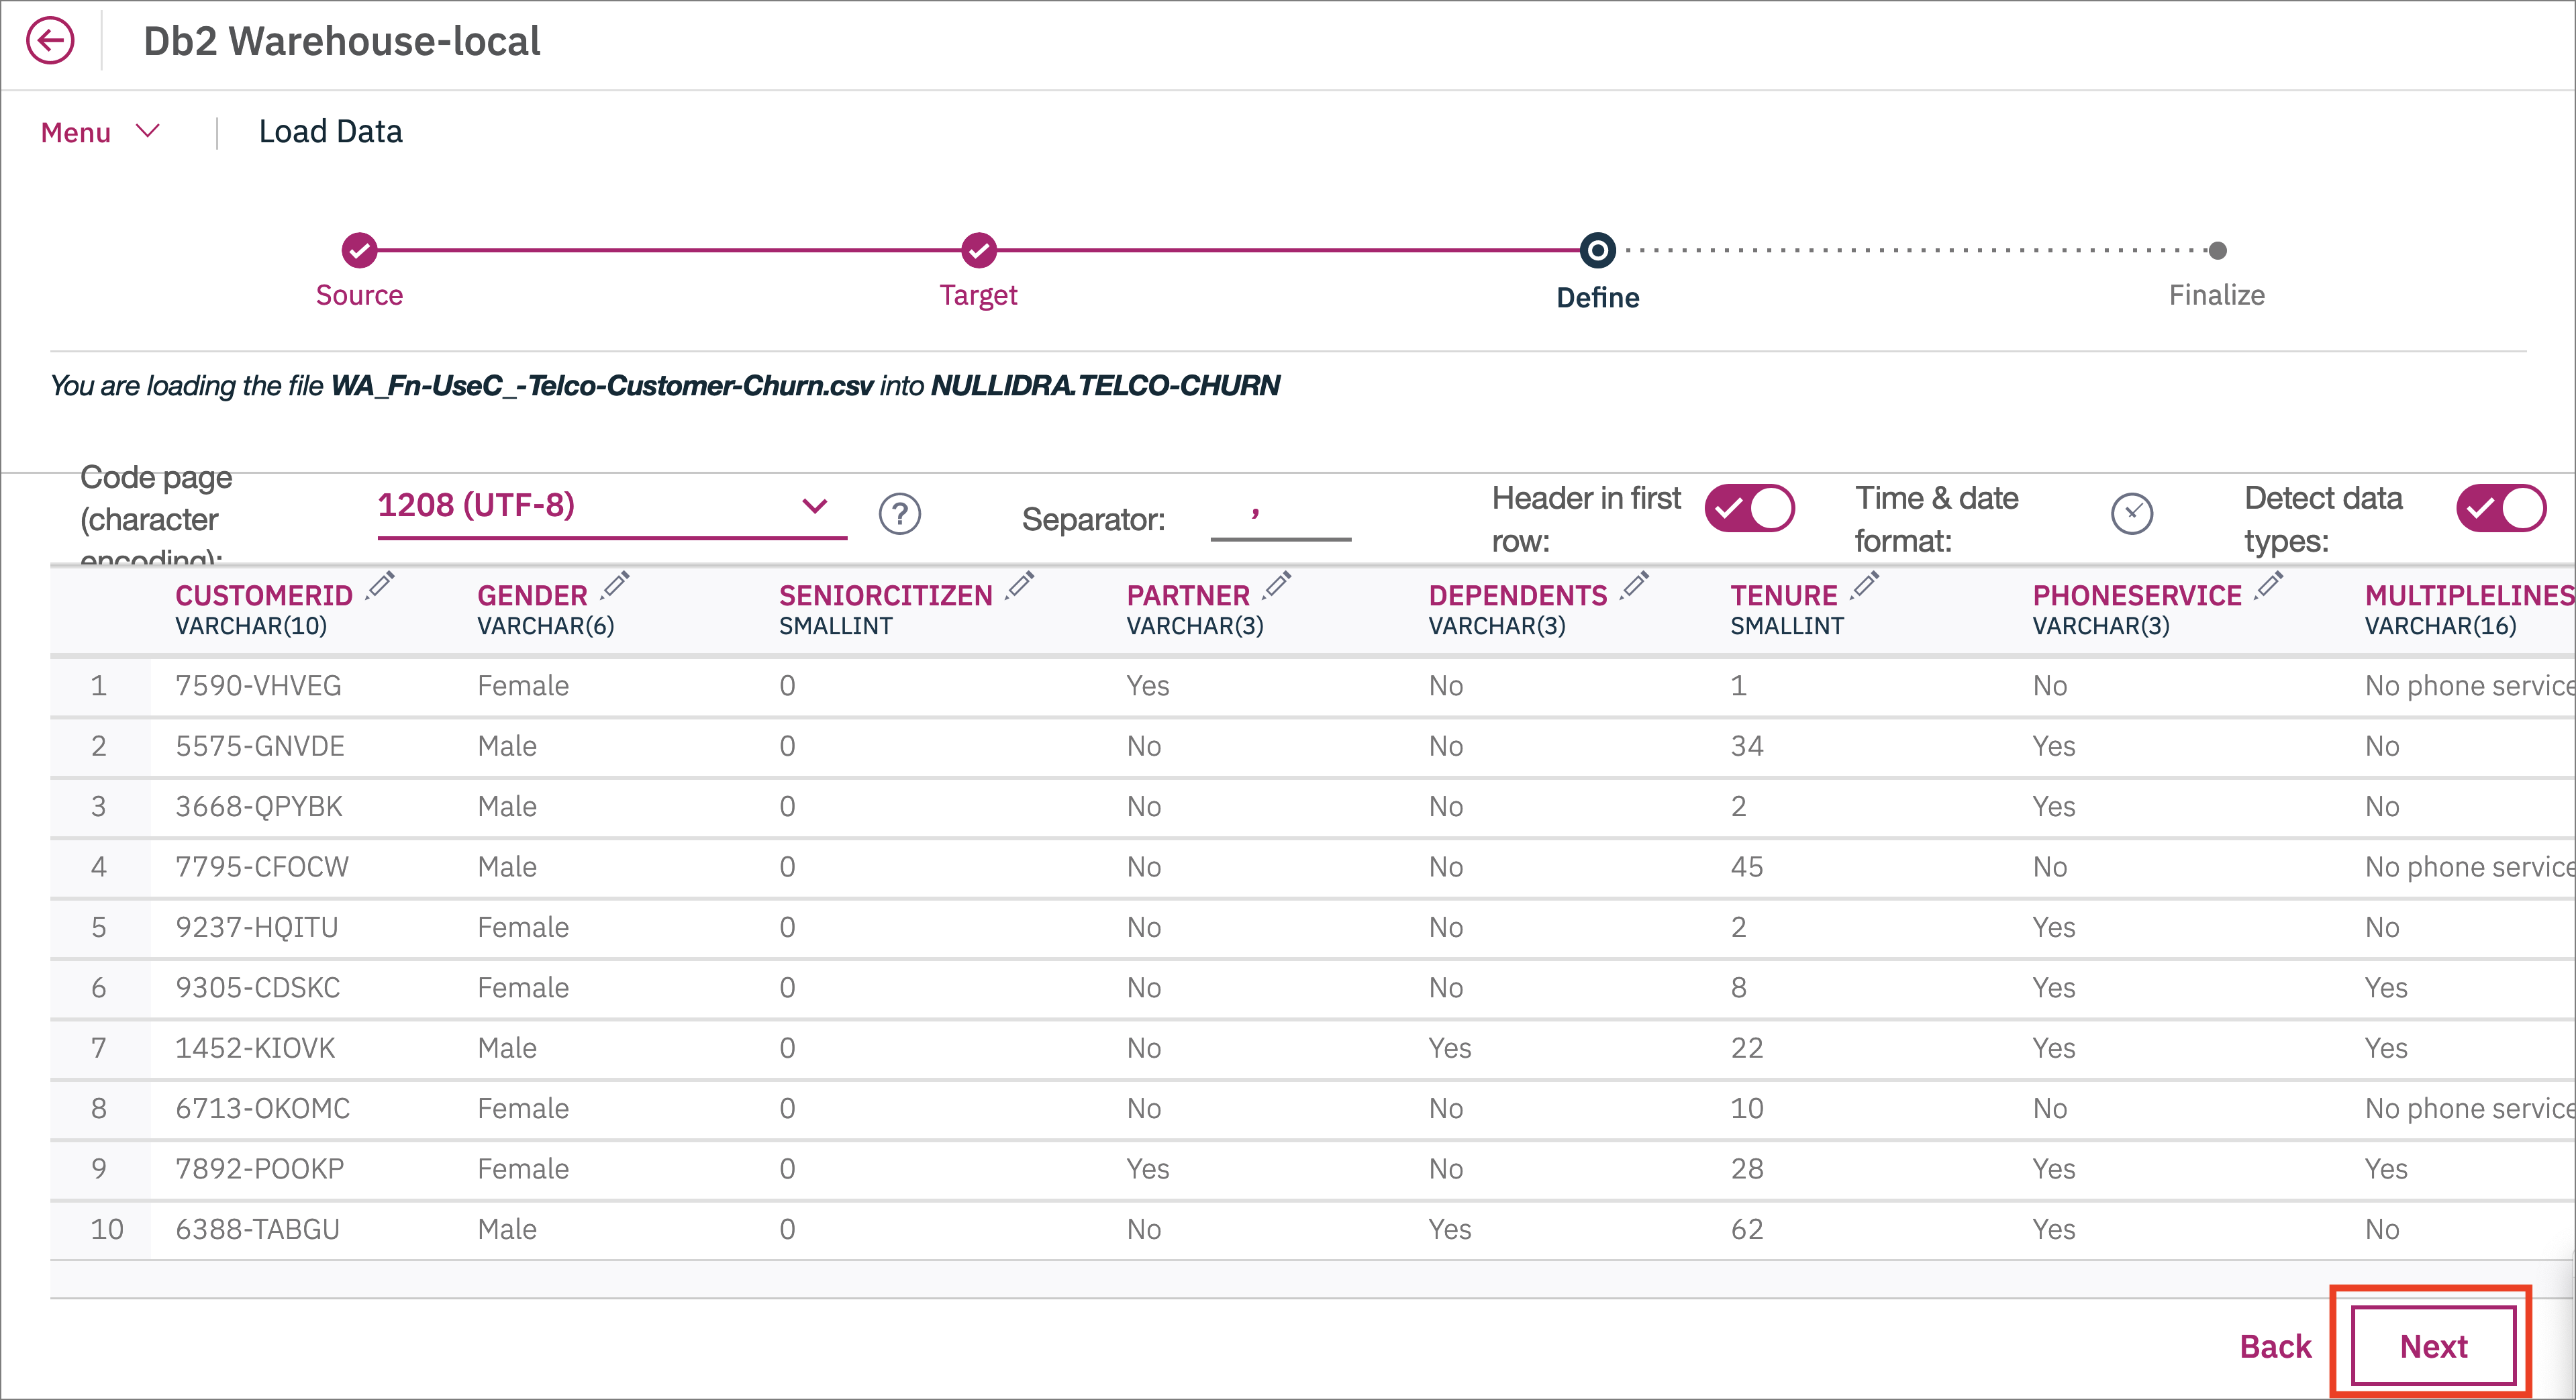 Db2 Warehouse-local
Menu
Load Data
Source
Target
Define
Finalize
You are loading the file WA_Fn-UseC_-Telco-Customer-Churn.csv into NULLIDRA.TELCO-CHURN
Code page
(character
encoding):
1208 (UTF-8)
?
Separator:
,
Header in first
row:
Time & date
format:
Detect data
types:
CUSTOMERID GENDER SENIORCITIZEN PARTNER DEPENDENTS TENURE PHONESERVICE MULTIPLELINES
VARCHAR(10) VARCHAR(6) SMALLINT VARCHAR(3) VARCHAR(3) SMALLINT VARCHAR(3) VARCHAR(16)
1 7590-VHVEG Female 0 Yes No 1 No No phone service
2 5575-GNVDE Male 0 No No 34 Yes No
3 3668-QPYBK Male 0 No No 2 Yes No
4 7795-CFOCW Male 0 No No 45 No No phone service
5 9237-HQITU Female 0 No No 2 Yes No
6 9305-CDSKC Female 0 No No 8 Yes Yes
7 1452-KIOVK Male 0 No Yes 22 Yes Yes
8 6713-OKOMC Female 0 No No 10 No No phone service
9 7892-POOKP Female 0 Yes No 28 Yes Yes
10 6388-TABGU Male 0 No Yes 62 Yes No
Back
Next